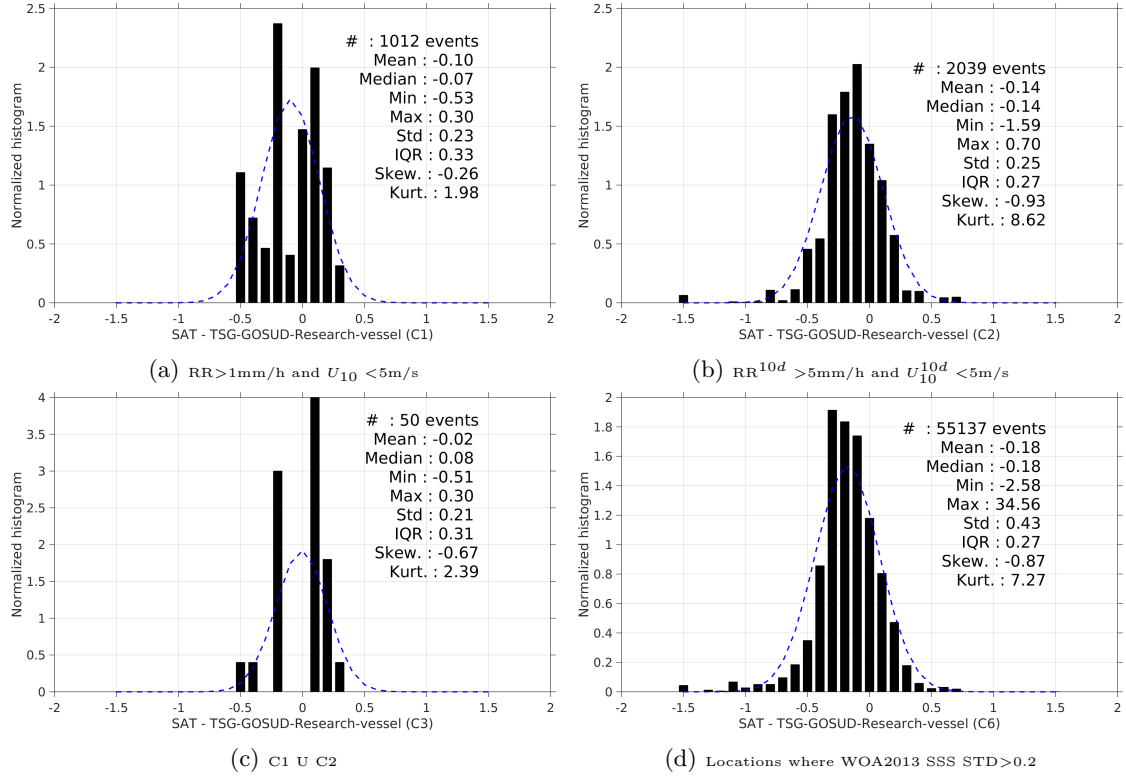 2.5
2
1.5
1
0.5
0
-2
-1.5
-1
-0.5
0
0.5
1
1.5
2
Normalized histogram
# : 1012 events
Mean : -0.10
Median : -0.07
Min : -0.53
Max : 0.30
Std : 0.23
IQR : 0.33
Skew. : -0.26
Kurt. : 1.98
SAT - TSG-GOSUD-Research-vessel (C1)
(a) RR>1mm/h and U10 <5m/s
2.5
2
1.5
1
0.5
0
-2
-1.5
-1
-0.5
0
0.5
1
1.5
2
Normalized histogram
# : 2039 events
Mean : -0.14
Median : -0.14
Min : -1.59
Max : 0.70
Std : 0.25
IQR : 0.27
Skew. : -0.93
Kurt. : 8.62
SAT - TSG-GOSUD-Research-vessel (C2)
(b) RR10d >5mm/h and U10d10 <5m/s
4
3.5
3
2.5
2
1.5
1
0.5
0
-2
-1.5
-1
-0.5
0
0.5
1
1.5
2
Normalized histogram
# : 50 events
Mean : -0.02
Median : 0.08
Min : -0.51
Max : 0.30
Std : 0.21
IQR : 0.31
Skew. : -0.67
Kurt. : 2.39
SAT - TSG-GOSUD-Research-vessel (C3)
(c) C1 U C2
2
1.8
1.6
1.4
1.2
1
0.8
0.6
0.4
0.2
0
-2
-1.5
-1
-0.5
0
0.5
1
1.5
2
Normalized histogram
# : 55137 events
Mean : -0.18
Median : -0.18
Min : -2.58
Max : 34.56
Std : 0.43
IQR : 0.27
Skew. : -0.87
Kurt. : 7.27
SAT - TSG-GOSUD-Research-vessel (C6)
(d) Locations where WOA2013 SSS STD>0.2